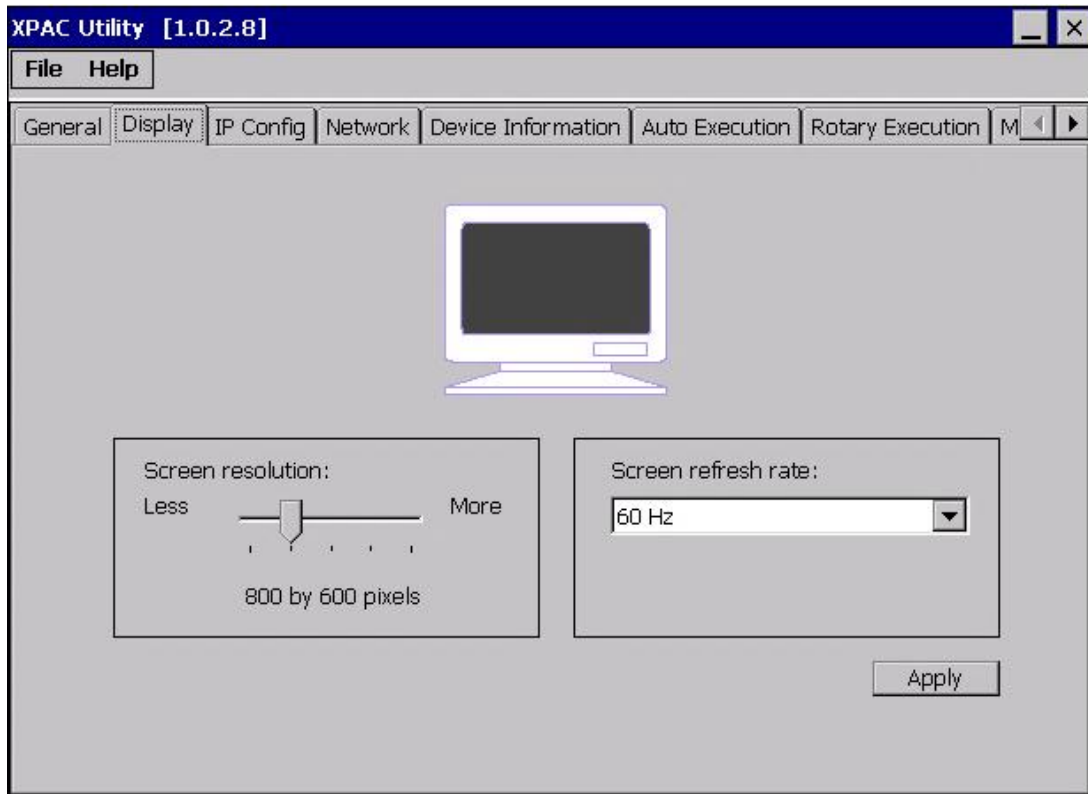 XPAC Utility [1.0.2.8]
File Help
General Display IP Config Network Device Information Auto Execution Rotary Execution M
Screen resolution:
Less More
800 by 600 pixels
Screen refresh rate:
60 Hz
Apply